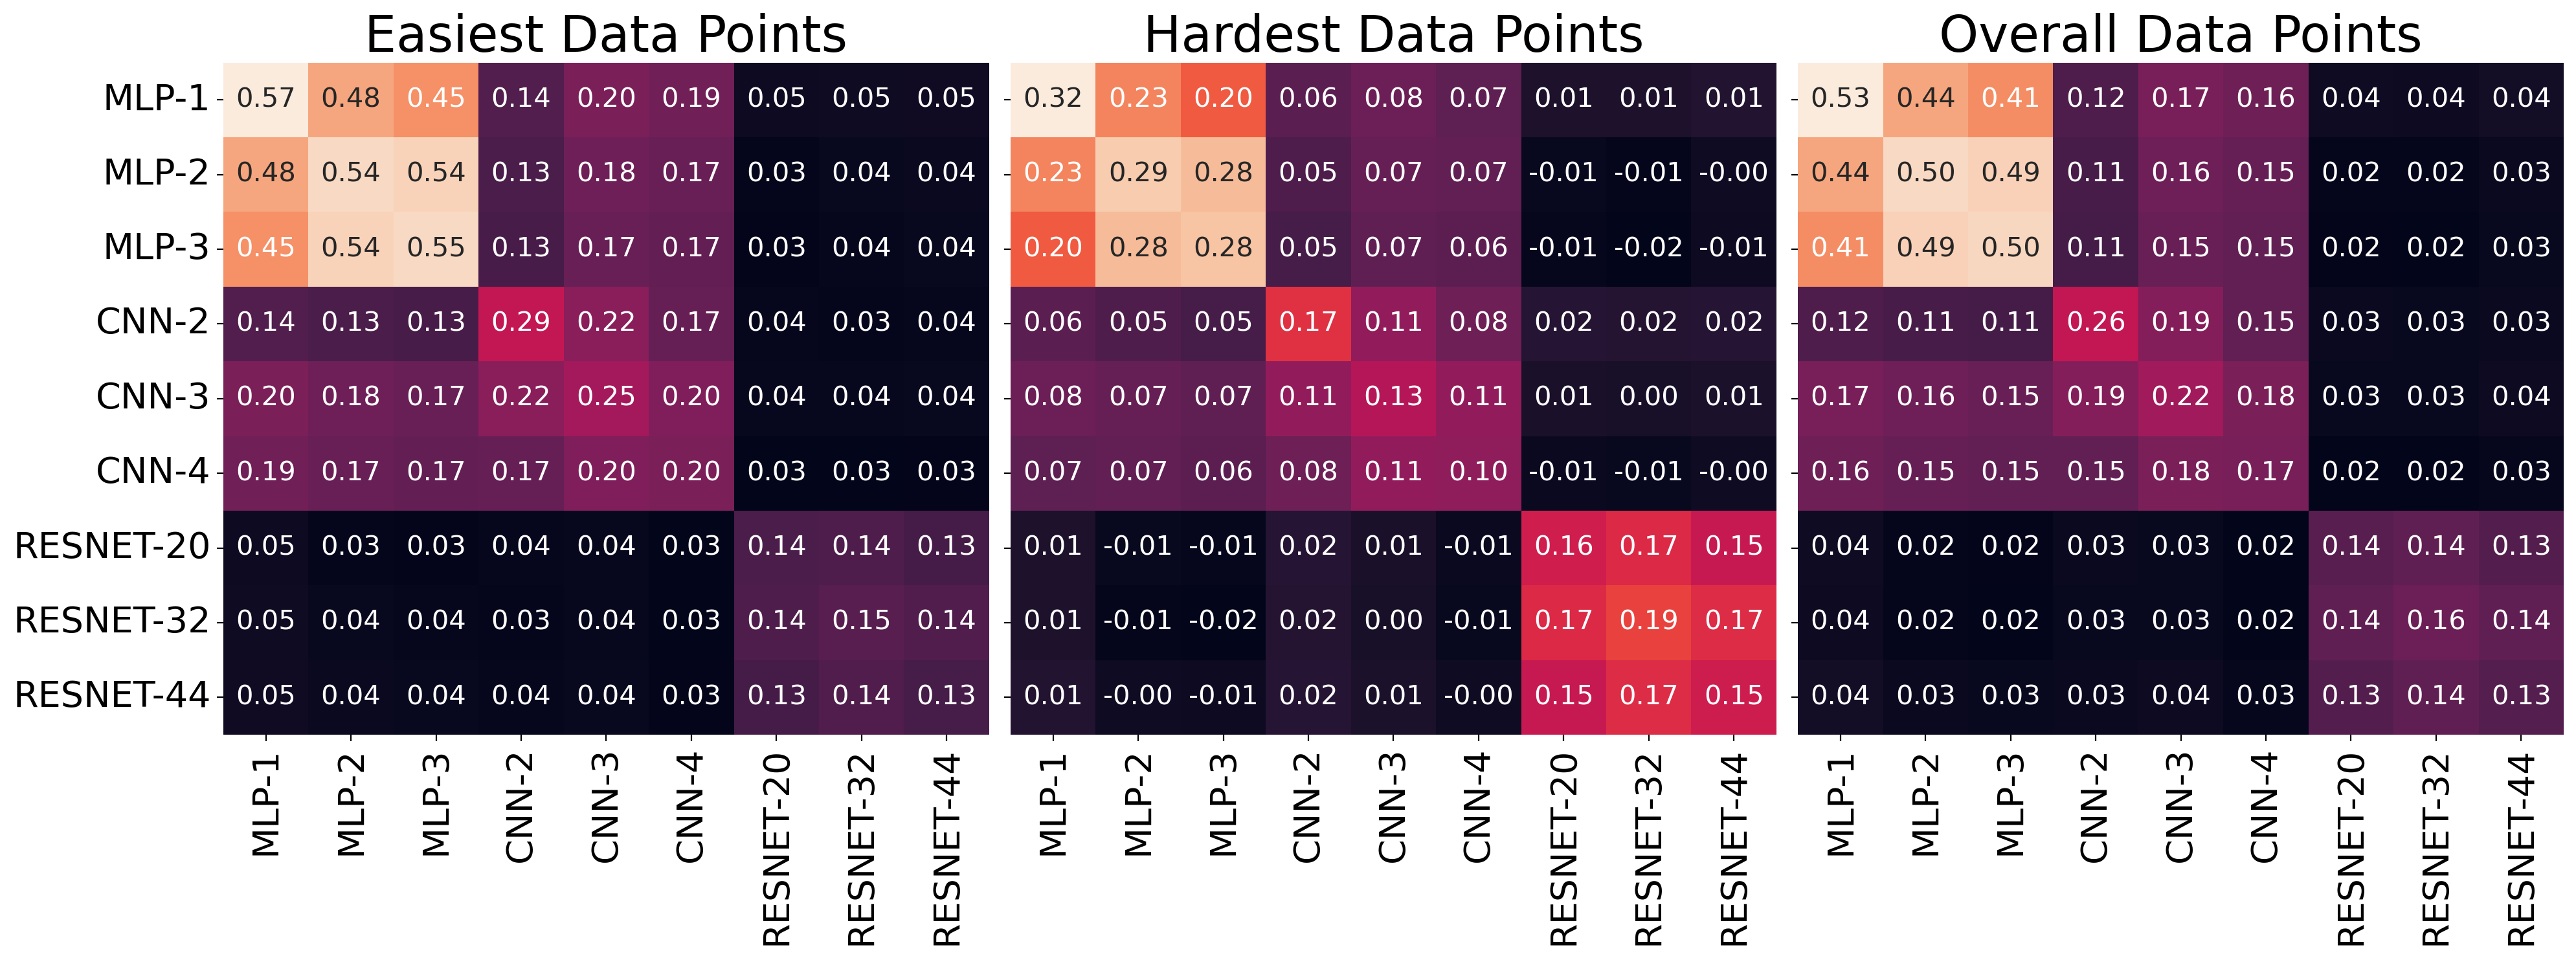 Easiest Data Points Hardest Data Points Overall Data Points
MLP-1 0.57 0.48 0.45 0.14 0.20 0.19 0.05 0.05 0.05 0.32 0.23 0.20 0.06 0.08 0.07 0.01 0.01 0.01 0.53 0.44 0.41 0.12 0.17 0.16 0.04 0.04 0.04
MLP-2 0.48 0.54 0.54 0.13 0.18 0.17 0.03 0.04 0.04 0.23 0.29 0.28 0.05 0.07 0.07 -0.01 -0.01 -0.00 0.44 0.50 0.49 0.11 0.16 0.15 0.02 0.02 0.03
MLP-3 0.45 0.54 0.55 0.13 0.17 0.17 0.03 0.04 0.04 0.20 0.28 0.28 0.05 0.07 0.06 -0.01 -0.02 -0.01 0.41 0.49 0.50 0.11 0.15 0.15 0.02 0.02 0.03
CNN-2 0.14 0.13 0.13 0.29 0.22 0.17 0.04 0.03 0.04 0.06 0.05 0.05 0.17 0.11 0.08 0.02 0.02 0.02 0.12 0.11 0.11 0.26 0.19 0.15 0.03 0.03 0.03
CNN-3 0.20 0.18 0.17 0.22 0.25 0.20 0.04 0.04 0.04 0.08 0.07 0.07 0.11 0.13 0.11 0.01 0.00 0.01 0.17 0.16 0.15 0.19 0.22 0.18 0.03 0.03 0.04
CNN-4 0.19 0.17 0.17 0.17 0.20 0.20 0.03 0.03 0.03 0.07 0.07 0.06 0.08 0.11 0.10 -0.01 -0.01 -0.00 0.16 0.15 0.15 0.15 0.18 0.17 0.02 0.02 0.03
RESNET-20 0.05 0.03 0.03 0.04 0.04 0.03 0.14 0.14 0.13 0.01 -0.01 -0.01 0.02 0.01 -0.01 0.16 0.17 0.15 0.04 0.02 0.02 0.03 0.03 0.02 0.14 0.14 0.13
RESNET-32 0.05 0.04 0.04 0.03 0.04 0.03 0.14 0.15 0.14 0.01 -0.01 -0.02 0.02 0.00 -0.01 0.17 0.19 0.17 0.04 0.02 0.02 0.03 0.03 0.02 0.14 0.16 0.14
RESNET-44 0.05 0.04 0.04 0.04 0.04 0.03 0.13 0.14 0.13 0.01 -0.00 -0.01 0.02 0.01 -0.00 0.15 0.17 0.15 0.04 0.03 0.03 0.03 0.04 0.03 0.13 0.14 0.13
MLP-1 MLP-2 MLP-3 CNN-2 CNN-3 CNN-4 RESNET-20 RESNET-32 RESNET-44 MLP-1 MLP-2 MLP-3 CNN-2 CNN-3 CNN-4 RESNET-20 RESNET-32 RESNET-44 MLP-1 MLP-2 MLP-3 CNN-2 CNN-3 CNN-4 RESNET-20 RESNET-32 RESNET-44